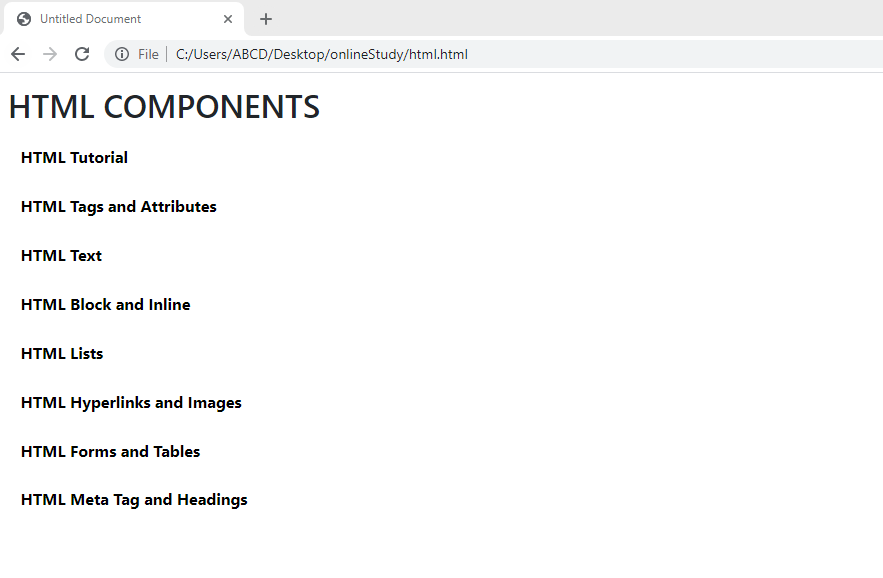 Untitled Document
File | C:/Users/ABCD/Desktop/onlineStudy/html.html
HTML COMPONENTS
HTML Tutorial
HTML Tags and Attributes
HTML Text
HTML Block and Inline
HTML Lists
HTML Hyperlinks and Images
HTML Forms and Tables
HTML Meta Tag and Headings